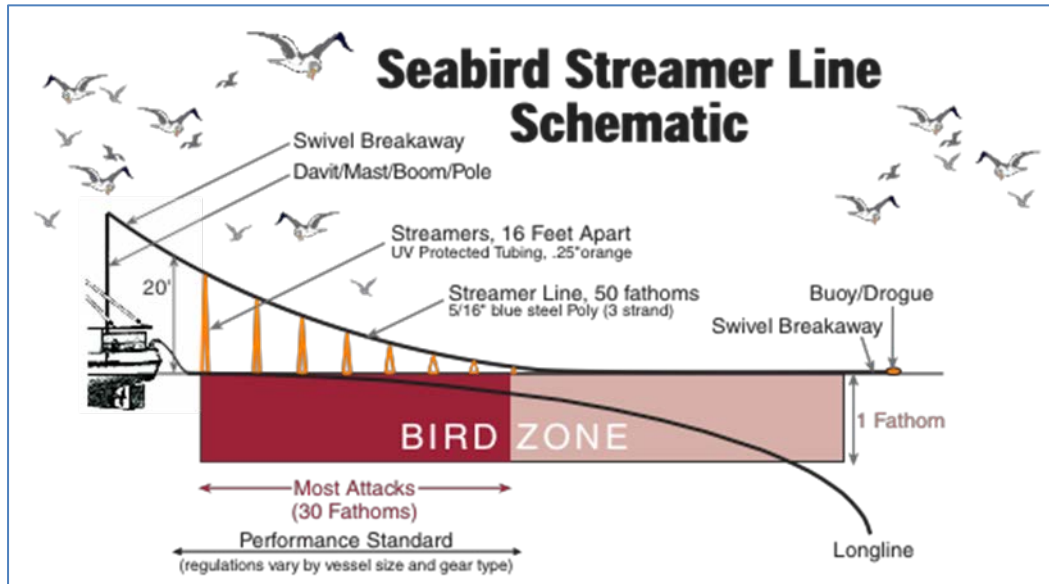 Seabird Streamer Line
Schematic
Swivel Breakaway
Davit/Mast/Boom/Pole
Streamers, 16 Feet Apart
UV Protected Tubing, .25"orange
20'
Streamer Line, 50 fathoms
5/16" blue steel Poly (3 strand)
Buoy/Drogue
Swivel Breakaway
BIRD ZONE
1 Fathom
Most Attacks
(30 Fathoms)
Performance Standard
(regulations vary by vessel size and gear type)
Longline